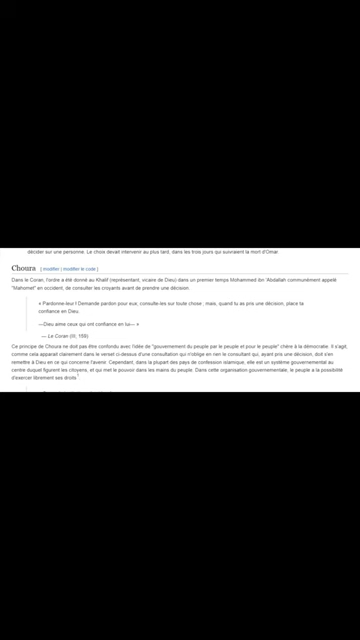 décider sur une personne. Le choix devait intervenir au plus tard, dans les trois jours qui suivraient la mort d'Omar
Choura [ modifier | modifier le code ]
Dans le Coran, l'ordre a été donné au Khalif (représentant, vicaire de Dieu) dans un premier temps Mohammed ibn 'Abdallah communément appelé
"Mahomet" en occident, de consulter les croyants avant de prendre une décision.
« Pardonne-leur ! Demande pardon pour eux; consulte-les sur toute chose ; mais, quand tu as pris une décision, place ta
confiance en Dieu.
—Dieu aime ceux qui ont confiance en lui— »
— Le Coran (III, 159)
Ce principe de Choura ne doit pas être confondu avec l'idée de "gouvernement du peuple par le peuple et pour le peuple" chère à la démocratie. Il s'agit,
comme cela apparait clairement dans le verset ci-dessus d'une consultation qui n'oblige en rien le consultant qui, ayant pris une décision, doit s'en
remettre à Dieu en ce qui concerne l'avenir. Cependant, dans la plupart des pays de confession islamique, elle est un système gouvernemental au
centre duquel figurent les citoyens, et qui met le pouvoir dans les mains du peuple. Dans cette organisation gouvernementale, le peuple a la possibilité
d'exercer librement ses droits